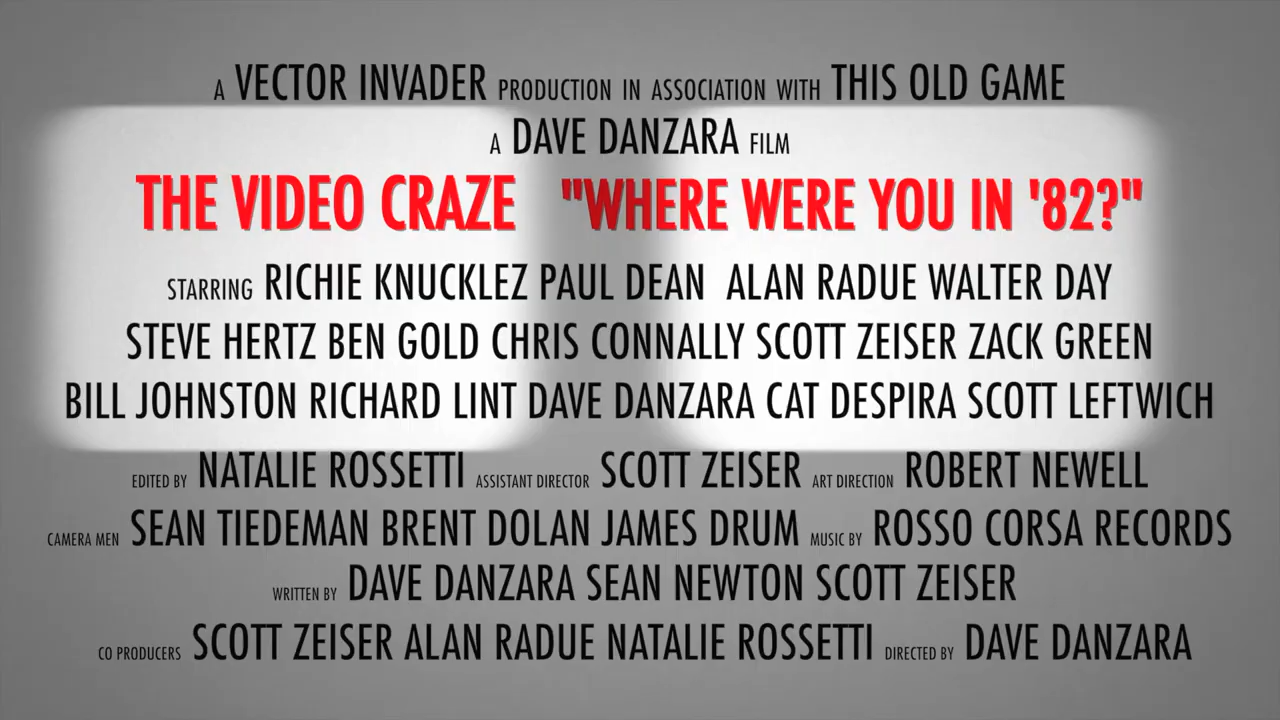 A VECTOR INVADER PRODUCTION IN ASSOCIATION WITH THIS OLD GAME
A DAVE DANZARA FILM
THE VIDEO CRAZE "WHERE WERE YOU IN '82?"
STARRING RICHIE KNUCKLEZ PAUL DEAN ALAN RADUE WALTER DAY
STEVE HERTZ BEN GOLD CHRIS CONNALLY SCOTT ZEISER ZACK GREEN
BILL JOHNSTON RICHARD LINT DAVE DANZARA CAT DESPIRA SCOTT LEFTWICH
EDITED BY NATALIE ROSSETTI ASSISTANT DIRECTOR SCOTT ZEISER ART DIRECTION ROBERT NEWELL
CAMERA MEN SEAN TIEDEMAN BRENT DOLAN JAMES DRUM MUSIC BY ROSSO CORSA RECORDS
WRITTEN BY DAVE DANZARA SEAN NEWTON SCOTT ZEISER
CO PRODUCERS SCOTT ZEISER ALAN RADUE NATALIE ROSSETTI DIRECTED BY DAVE DANZARA